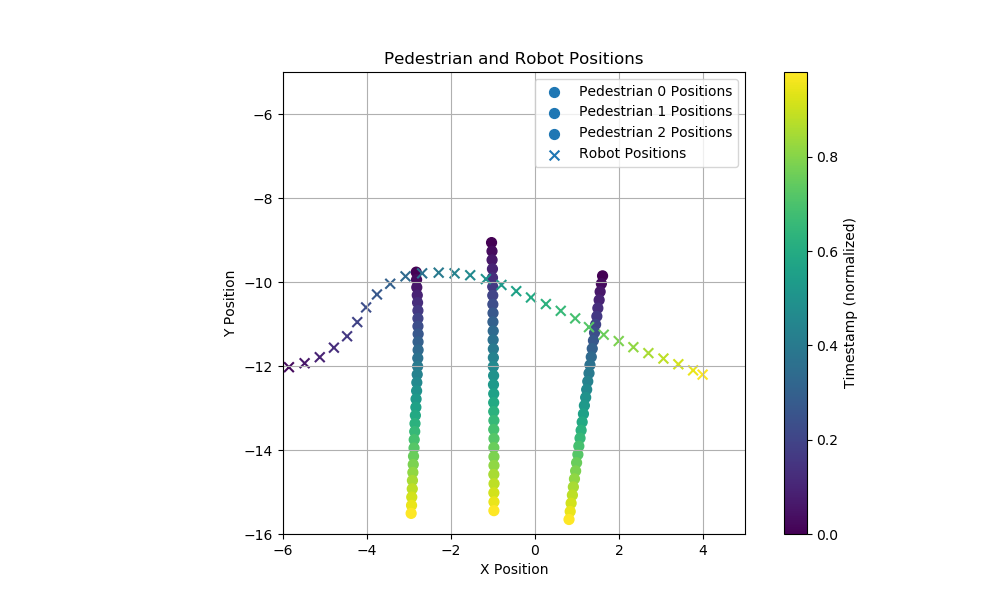 Pedestrian and Robot Positions
Pedestrian 0 Positions
Pedestrian 1 Positions
Pedestrian 2 Positions
Robot Positions
−6
−8
−10
−12
−14
−16
Y Position
−6 −4 −2 0 2 4
X Position
0.8
0.6
0.4
0.2
0.0
Timestamp (normalized)